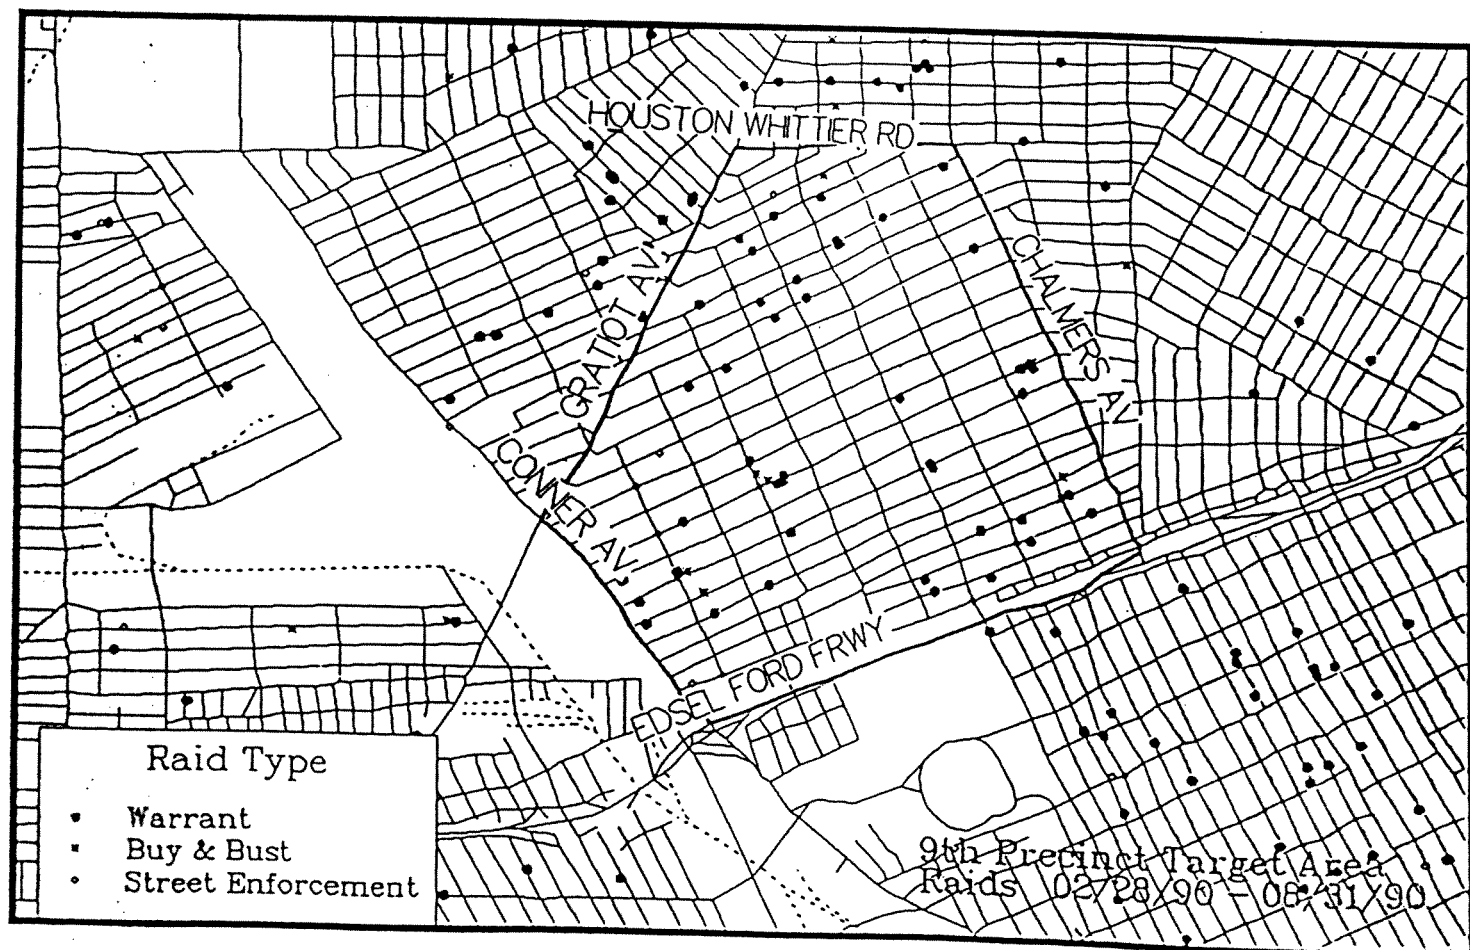 HOUSTON WHITTIER RD
GRATIOT AV
CHALMERS AV
CONNER AV
EDSEL FORD FRWY
Raid Type
Warrant
Buy & Bust
Street Enforcement
9th Precinct Target Area
Raids 02/28/90 - 08/31/90